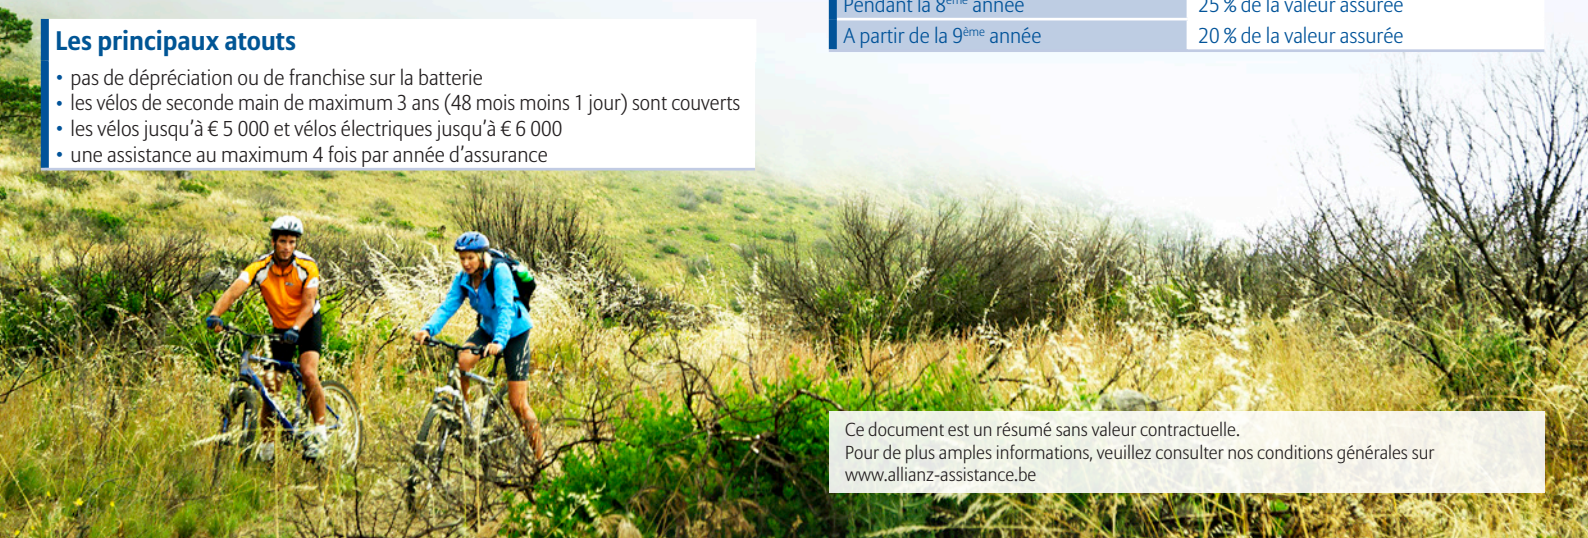 Les principaux atouts
• pas de dépréciation ou de franchise sur la batterie
• les vélos de seconde main de maximum 3 ans (48 mois moins 1 jour) sont couverts
• les vélos jusqu’à € 5 000 et vélos électriques jusqu’à € 6 000
• une assistance au maximum 4 fois par année d’assurance
Pendant la 8ème année 25 % de la valeur assurée
A partir de la 9ème année 20 % de la valeur assurée
Ce document est un résumé sans valeur contractuelle.
Pour de plus amples informations, veuillez consulter nos conditions générales sur
www.allianz-assistance.be